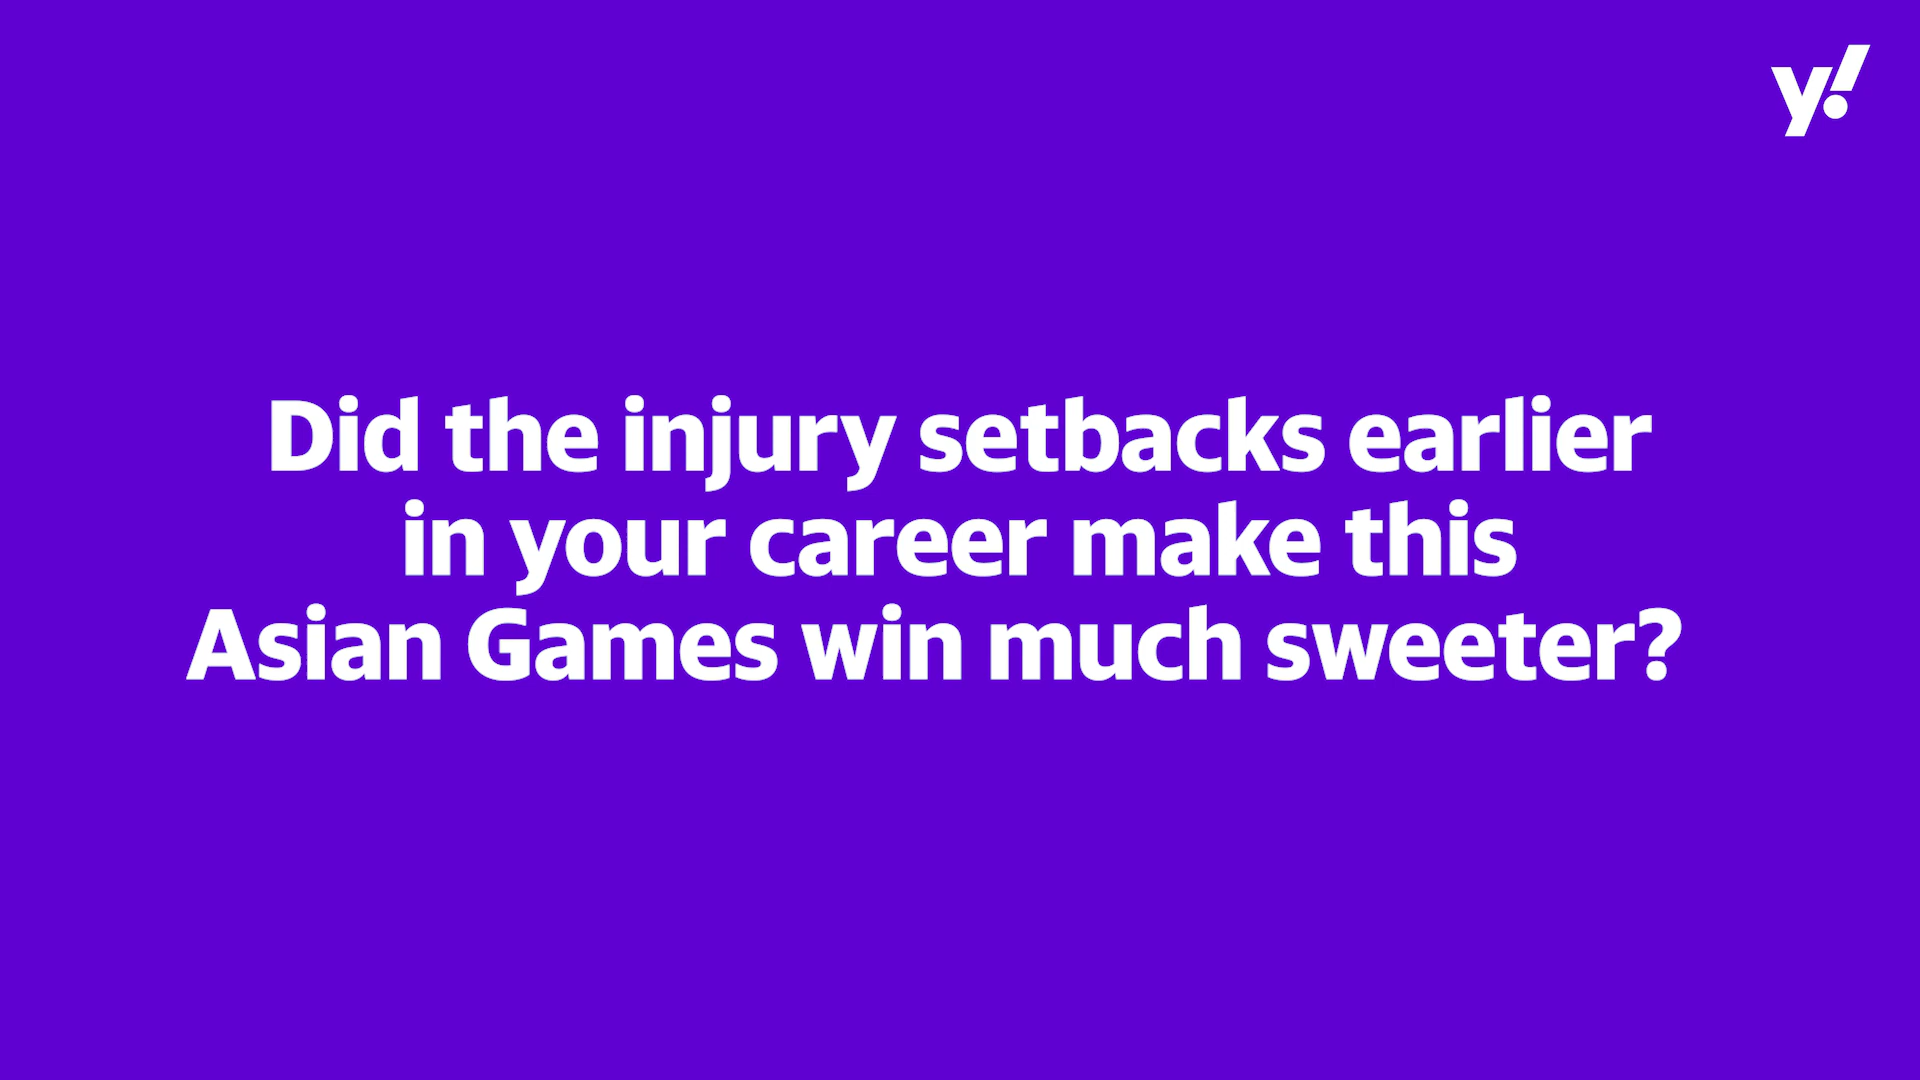 y!
Did the injury setbacks earlier
in your career make this
Asian Games win much sweeter?